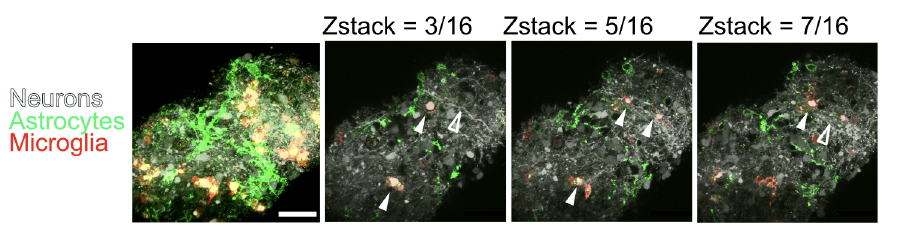 Zstack = 3/16
Zstack = 5/16
Zstack = 7/16
Neurons
Astrocytes
Microglia